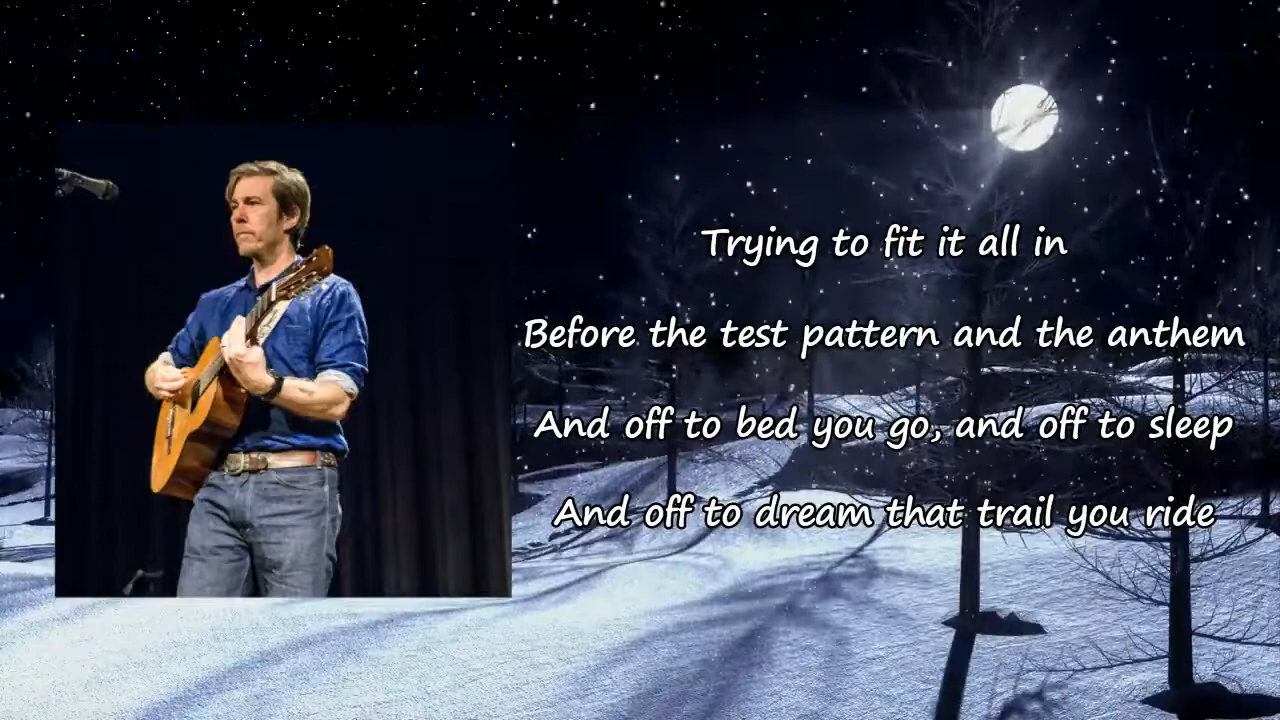 Trying to fit it all in
Before the test pattern and the anthem
And off to bed you go, and off to sleep
And off to dream that trail you ride